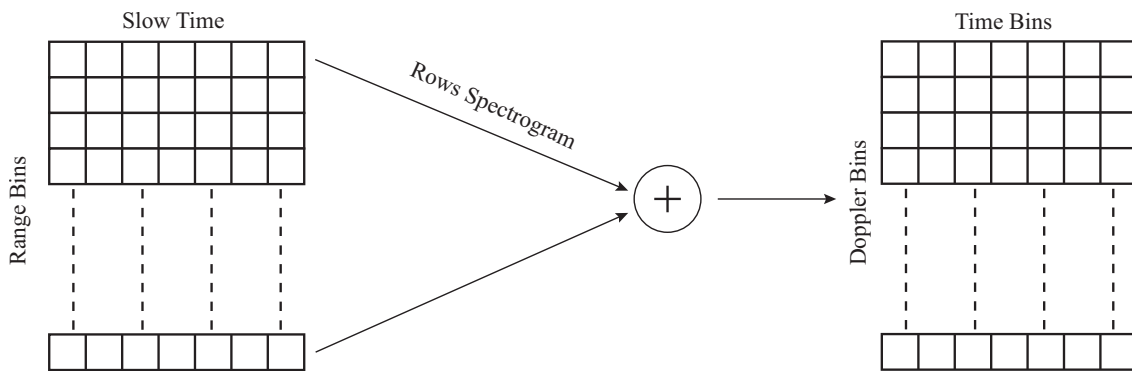 Slow Time
Range Bins
Rows Spectrogram
+
Time Bins
Doppler Bins